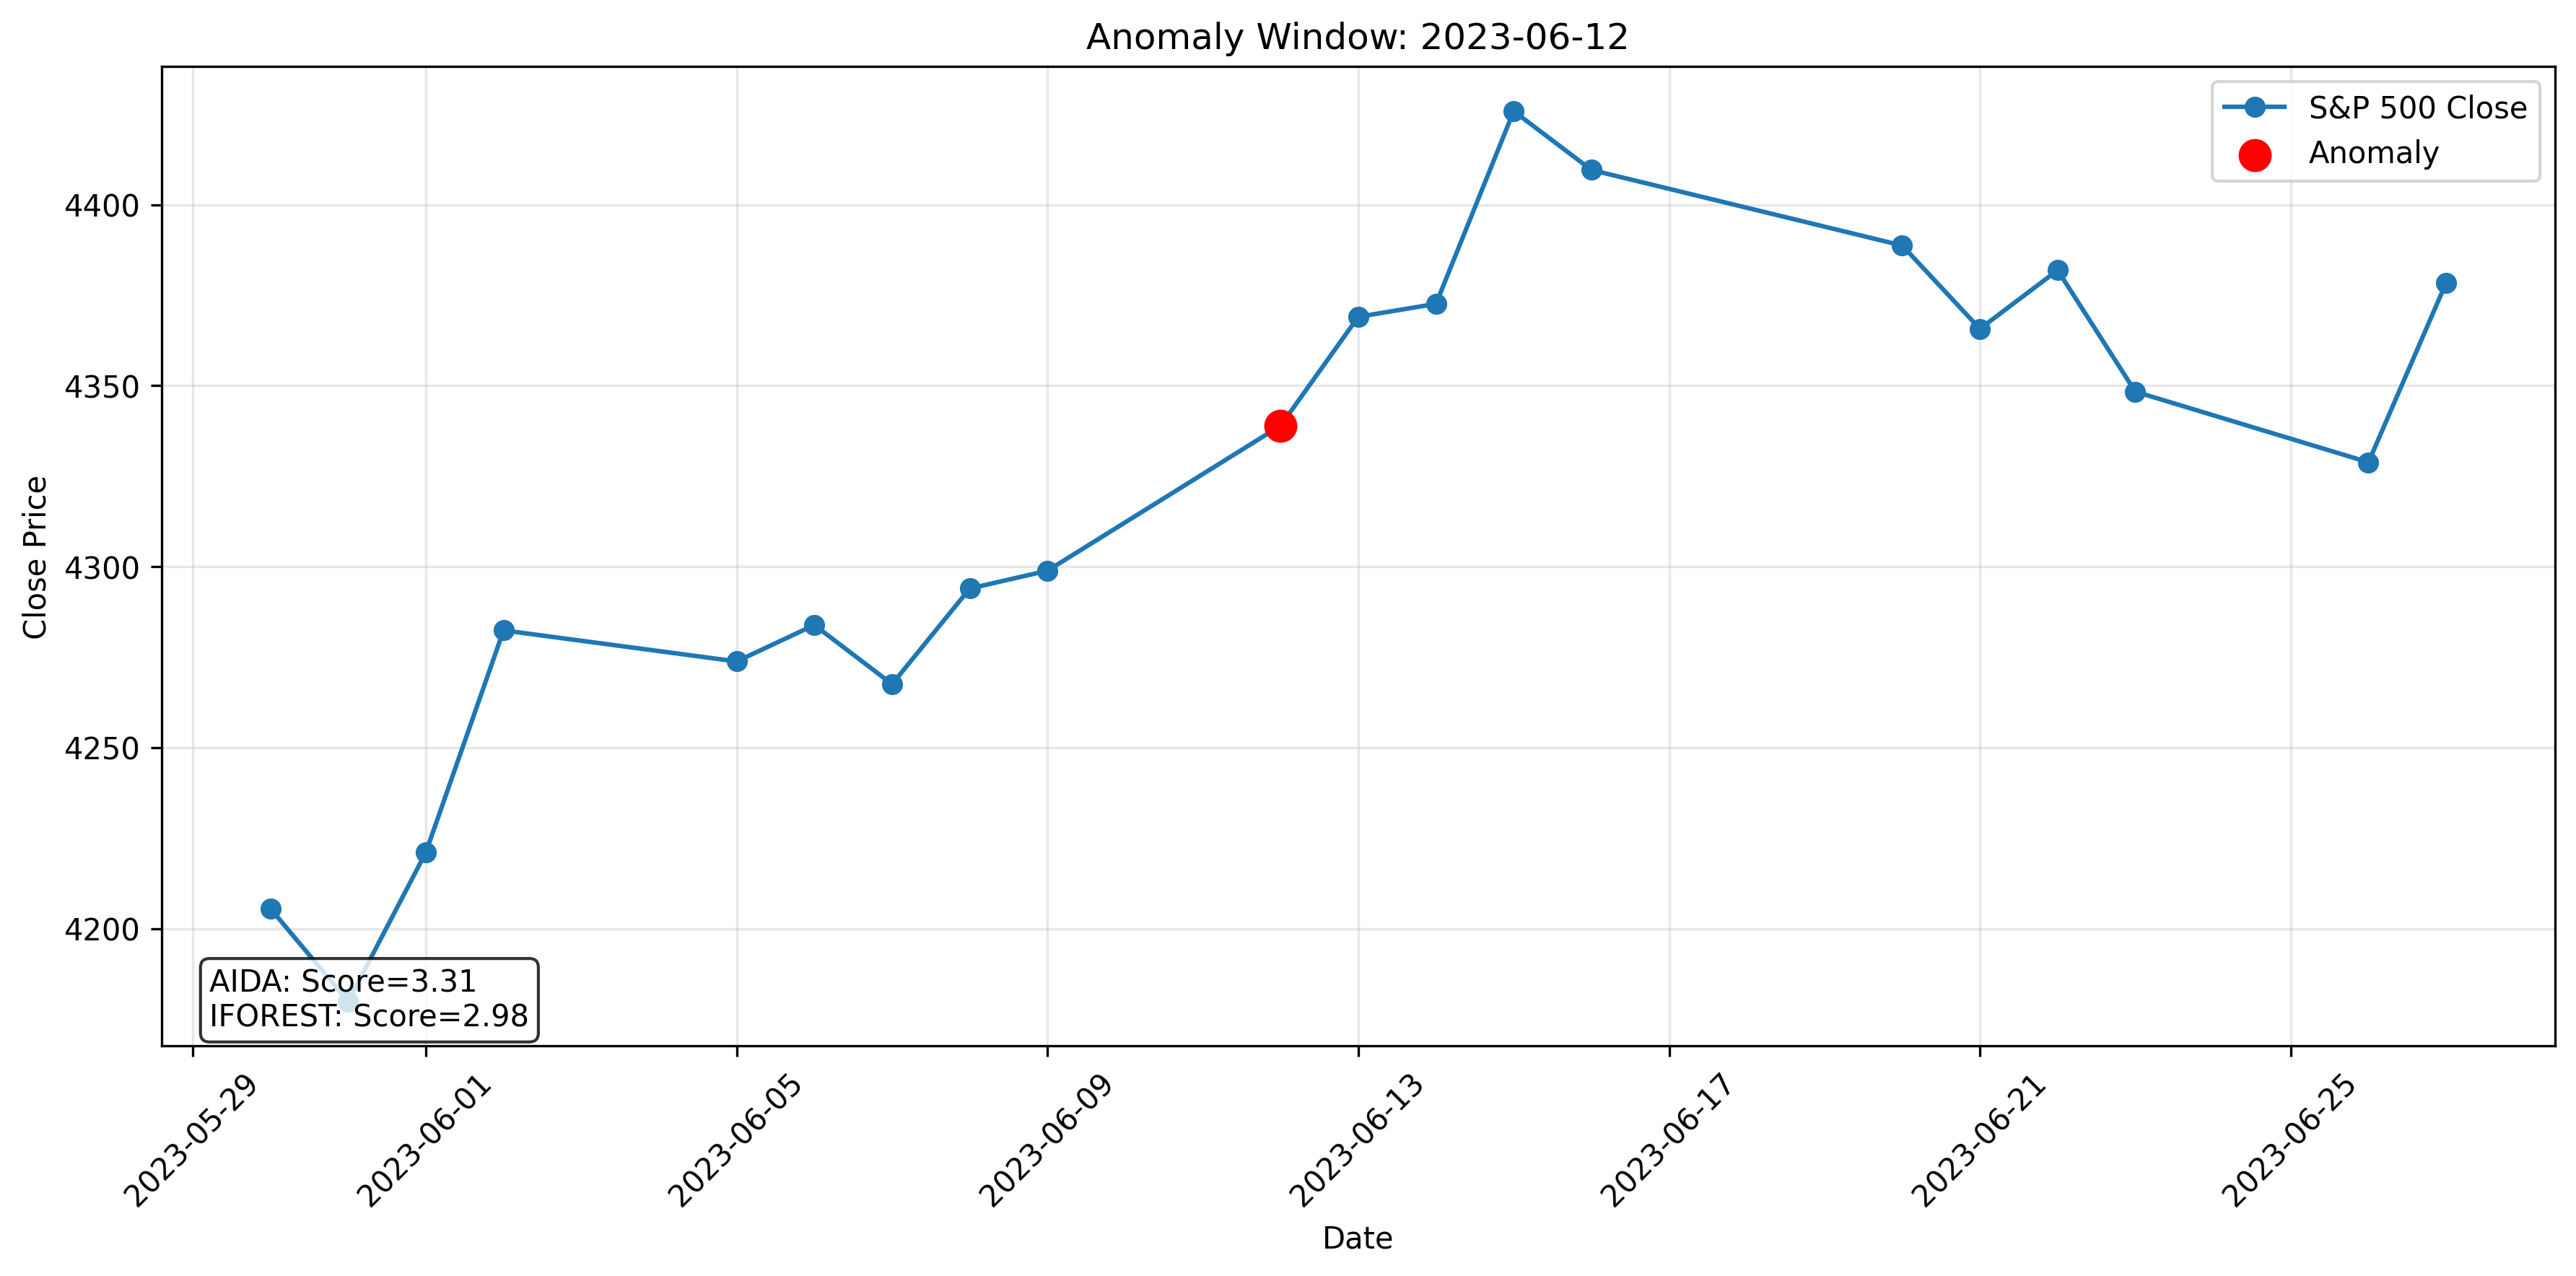 Anomaly Window: 2023-06-12
S&P 500 Close
Anomaly
4400
4350
4300
4250
4200
Close Price
AIDA: Score=3.31
IFOREST: Score=2.98
2023-05-29
2023-06-01
2023-06-05
2023-06-09
2023-06-13
2023-06-17
2023-06-21
2023-06-25
Date